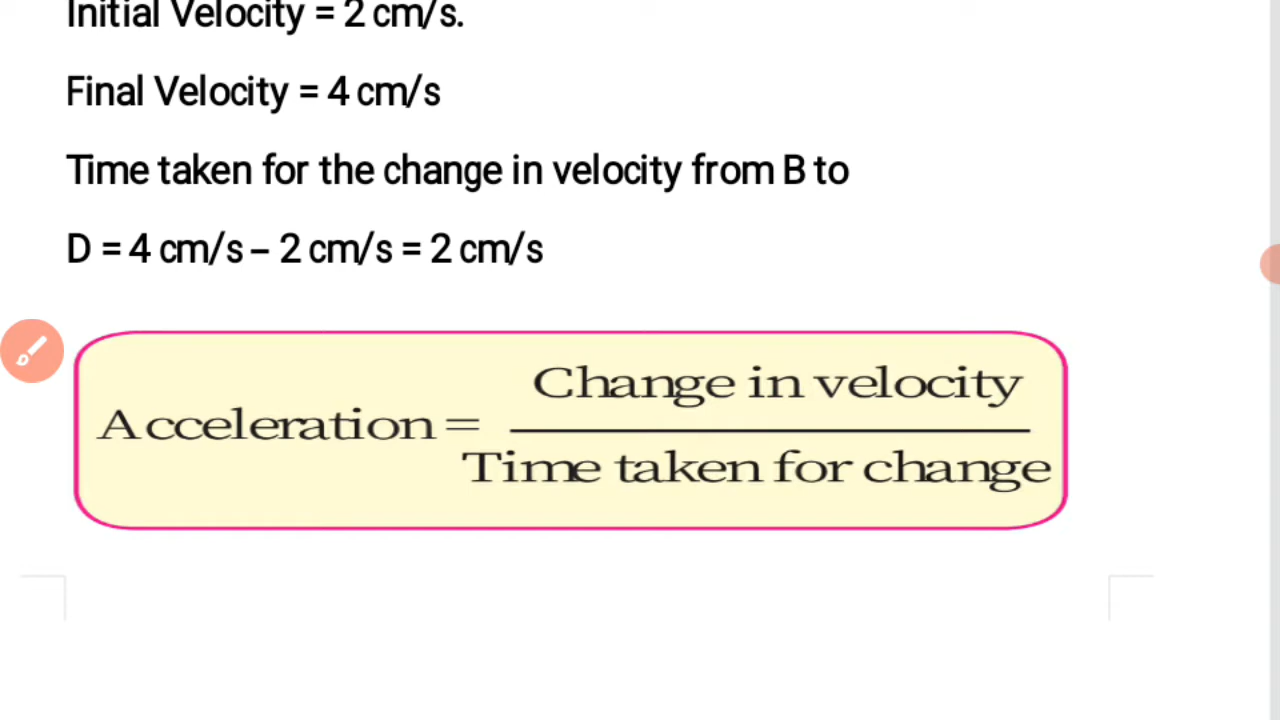 Initial Velocity = 2 cm/s.
Final Velocity = 4 cm/s
Time taken for the change in velocity from B to
D = 4 cm/s – 2 cm/s = 2 cm/s
Change in velocity
Acceleration =
Time taken for change